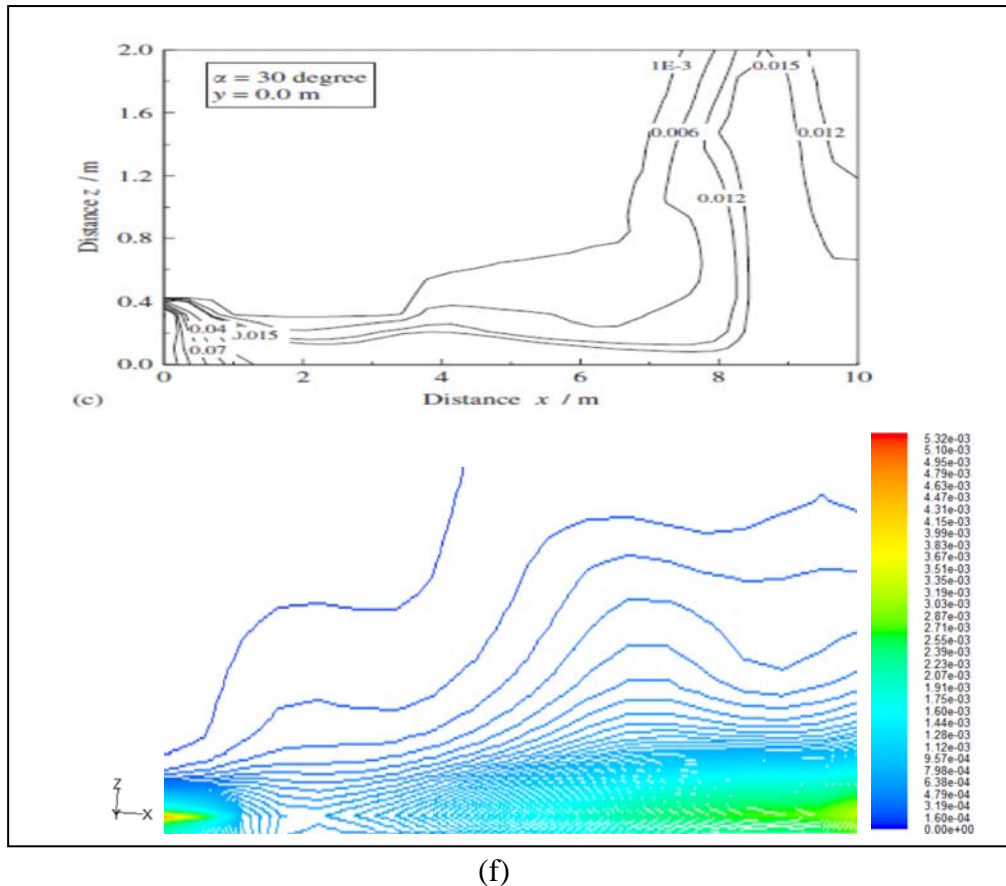 α = 30 degree
y = 0.0 m
2.0
1.6
1.2
0.8
0.4
0.0
Distance z / m
1E-3
0.015
0.006
0.012
0.012
0.04
0.015
0.07
0
2
4
6
8
10
(c)
Distance x / m
5.32e-03
5.10e-03
4.95e-03
4.79e-03
4.63e-03
4.47e-03
4.31e-03
4.15e-03
3.99e-03
3.83e-03
3.67e-03
3.51e-03
3.35e-03
3.19e-03
3.03e-03
2.87e-03
2.71e-03
2.55e-03
2.39e-03
2.23e-03
2.07e-03
1.91e-03
1.75e-03
1.60e-03
1.44e-03
1.28e-03
1.12e-03
9.57e-04
7.98e-04
6.38e-04
4.79e-04
3.19e-04
1.60e-04
0.00e+00
Z
X
(f)